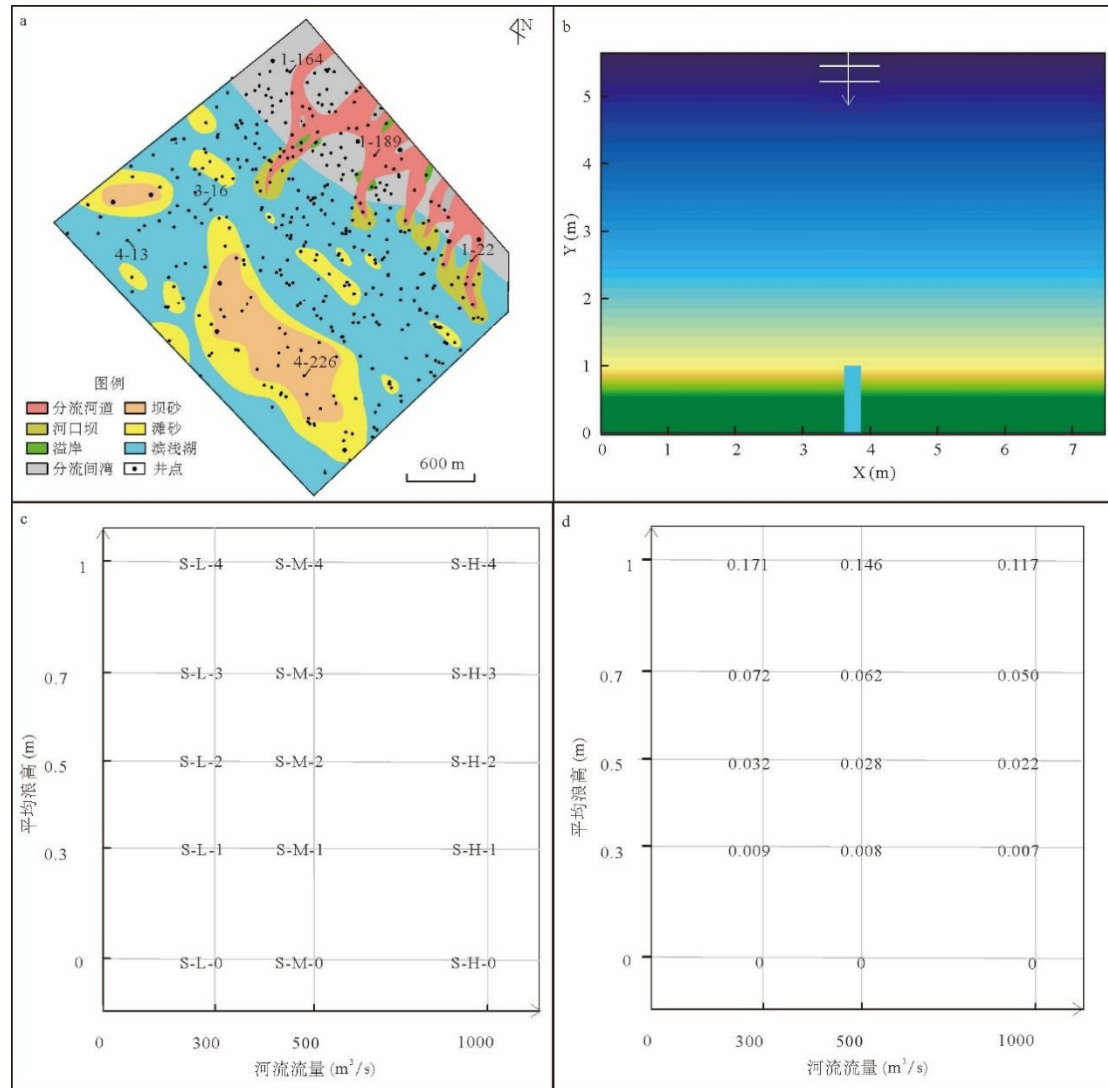 a
N
1-164
1-189
3-16
4-13
1-22
4-226
图例
分流河道 坝砂
河口坝 滩砂
溢岸 滨浅湖
分流间湾 井点
600 m
b
5
4
3
2
1
0
Y (m)
0 1 2 3 4 5 6 7
X (m)
c
1 S-L-4 S-M-4 S-H-4
0.7 S-L-3 S-M-3 S-H-3
0.5 S-L-2 S-M-2 S-H-2
0.3 S-L-1 S-M-1 S-H-1
0 S-L-0 S-M-0 S-H-0
平均浪高 (m)
0 300 500 1000
河流流量 (m³/s)
d
1 0.171 0.146 0.117
0.7 0.072 0.062 0.050
0.5 0.032 0.028 0.022
0.3 0.009 0.008 0.007
0 0 0 0
平均浪高 (m)
0 300 500 1000
河流流量 (m³/s)